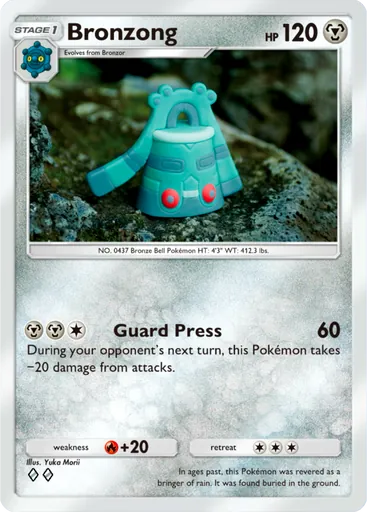 STAGE 1
Bronzong
HP 120
Evolves from Bronzor
NO. 0437 Bronze Bell Pokémon HT: 4'3" WT: 412.3 lbs.
Guard Press 60
During your opponent's next turn, this Pokémon takes
−20 damage from attacks.
weakness +20 retreat
Illus. Yuka Morii
In ages past, this Pokémon was revered as a
bringer of rain. It was found buried in the ground.